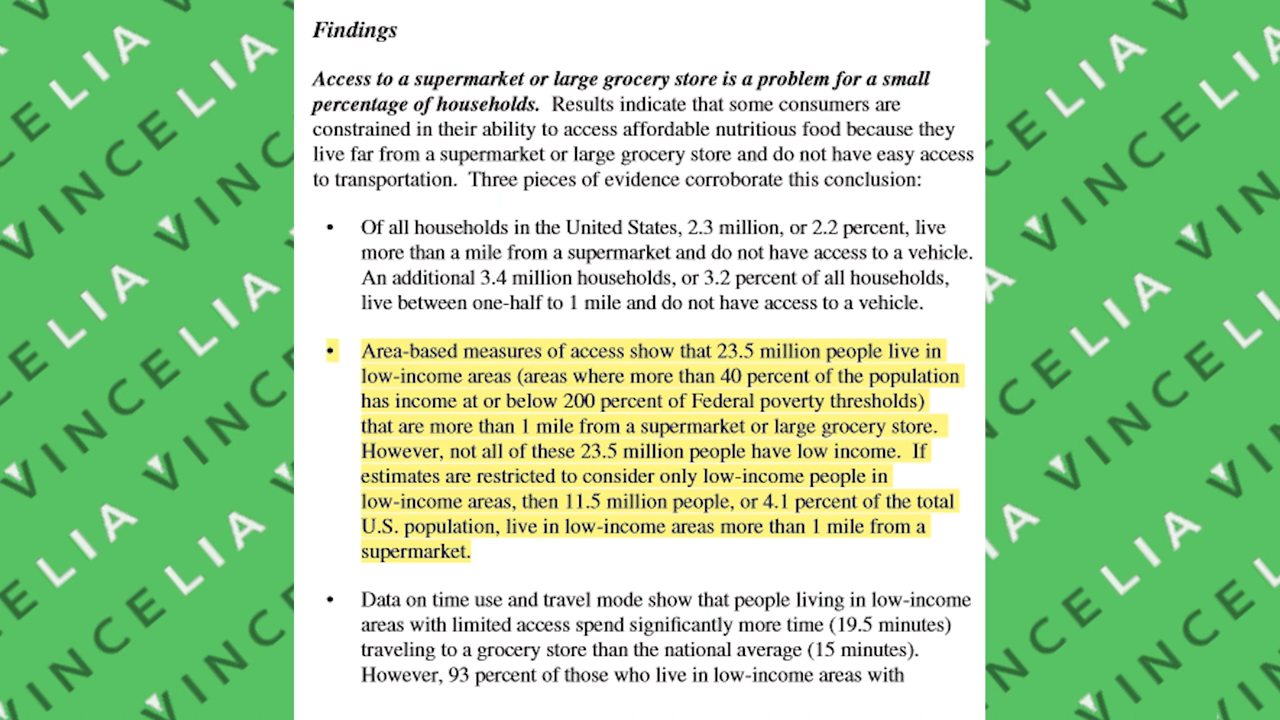 Findings
Access to a supermarket or large grocery store is a problem for a small
percentage of households. Results indicate that some consumers are
constrained in their ability to access affordable nutritious food because they
live far from a supermarket or large grocery store and do not have easy access
to transportation. Three pieces of evidence corroborate this conclusion:
• Of all households in the United States, 2.3 million, or 2.2 percent, live
more than a mile from a supermarket and do not have access to a vehicle.
An additional 3.4 million households, or 3.2 percent of all households,
live between one-half to 1 mile and do not have access to a vehicle.
• Area-based measures of access show that 23.5 million people live in
low-income areas (areas where more than 40 percent of the population
has income at or below 200 percent of Federal poverty thresholds)
that are more than 1 mile from a supermarket or large grocery store.
However, not all of these 23.5 million people have low income. If
estimates are restricted to consider only low-income people in
low-income areas, then 11.5 million people, or 4.1 percent of the total
U.S. population, live in low-income areas more than 1 mile from a
supermarket.
• Data on time use and travel mode show that people living in low-income
areas with limited access spend significantly more time (19.5 minutes)
traveling to a grocery store than the national average (15 minutes).
However, 93 percent of those who live in low-income areas with
VINCELIA
VINCELIA
VINCELIA
VINCELIA